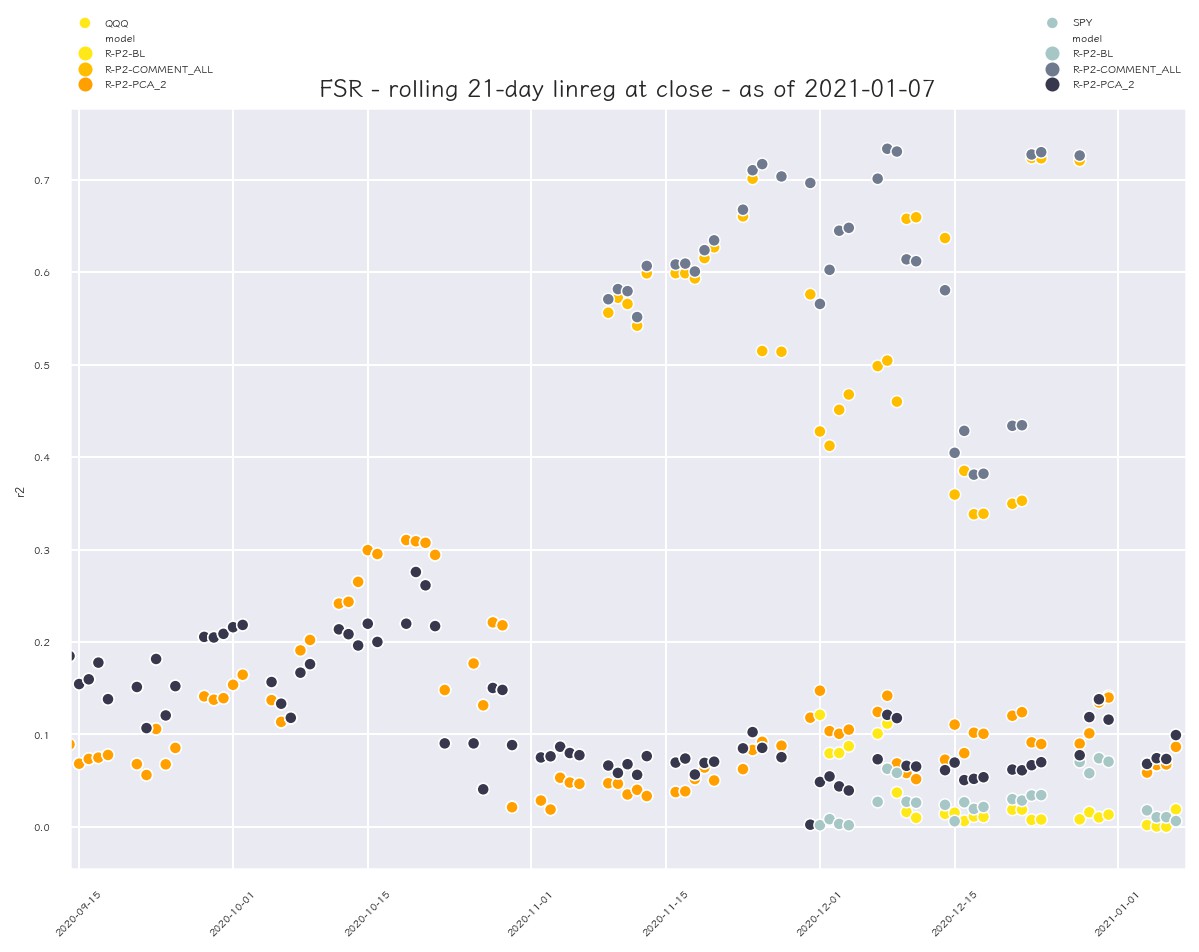 QQQ
model
R-P2-BL
R-P2-COMMENT_ALL
R-P2-PCA_2
SPY
model
R-P2-BL
R-P2-COMMENT_ALL
R-P2-PCA_2
FSR - rolling 21-day linreg at close - as of 2021-01-07
r2
0.7
0.6
0.5
0.4
0.3
0.2
0.1
0.0
2020-09-15
2020-10-01
2020-10-15
2020-11-01
2020-11-15
2020-12-01
2020-12-15
2021-01-01